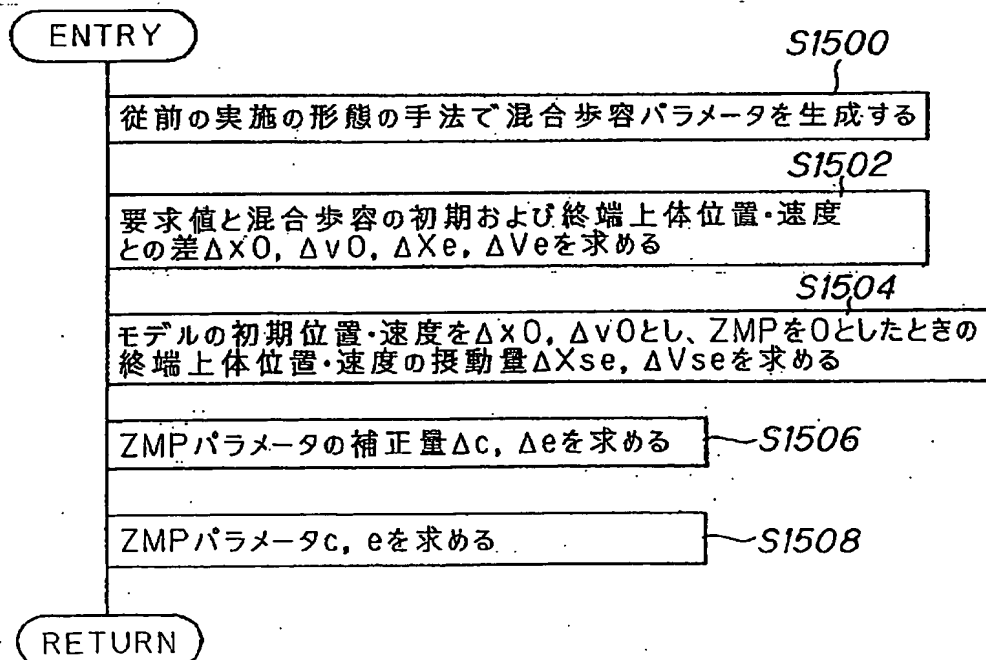 ENTRY
S1500
従前の実施の形態の手法で混合歩容パラメータを生成する
S1502
要求値と混合歩容の初期および終端上体位置・速度
との差Δx0, Δv0, ΔXe, ΔVeを求める
S1504
モデルの初期位置・速度をΔx0, Δv0とし、ZMPを0としたときの
終端上体位置・速度の摂動量ΔXse, ΔVseを求める
ZMPパラメータの補正量Δc, Δeを求める
S1506
ZMPパラメータc, eを求める
S1508
RETURN